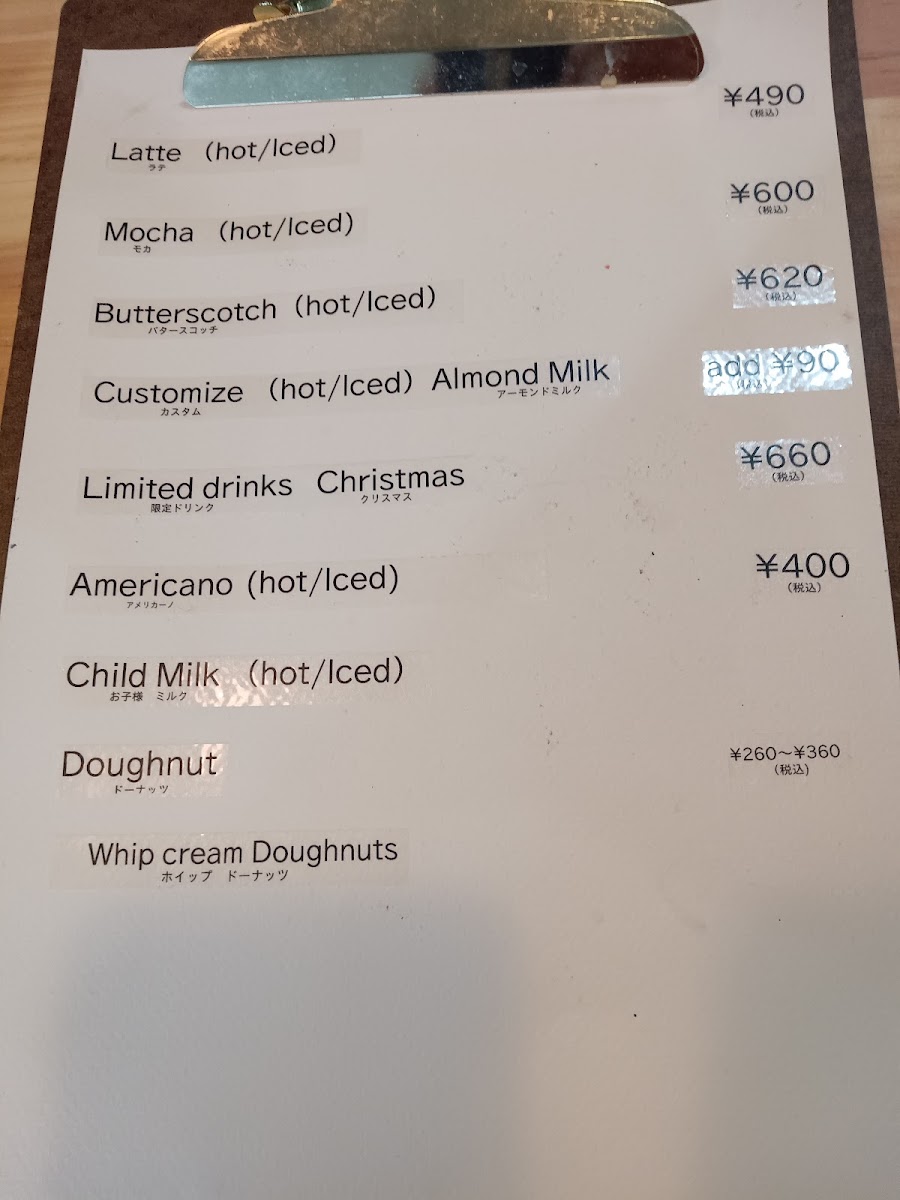 Latte (hot/Iced) ¥490
ラテ (税込)
Mocha (hot/Iced) ¥600
モカ (税込)
Butterscotch (hot/Iced) ¥620
バタースコッチ (税込)
Customize (hot/Iced) Almond Milk add ¥90
カスタム アーモンドミルク (税込)
Limited drinks Christmas ¥660
限定ドリンク クリスマス (税込)
Americano (hot/Iced) ¥400
アメリカーノ (税込)
Child Milk (hot/Iced)
お子様 ミルク
Doughnut ¥260～¥360
ドーナッツ (税込)
Whip cream Doughnuts
ホイップ ドーナッツ